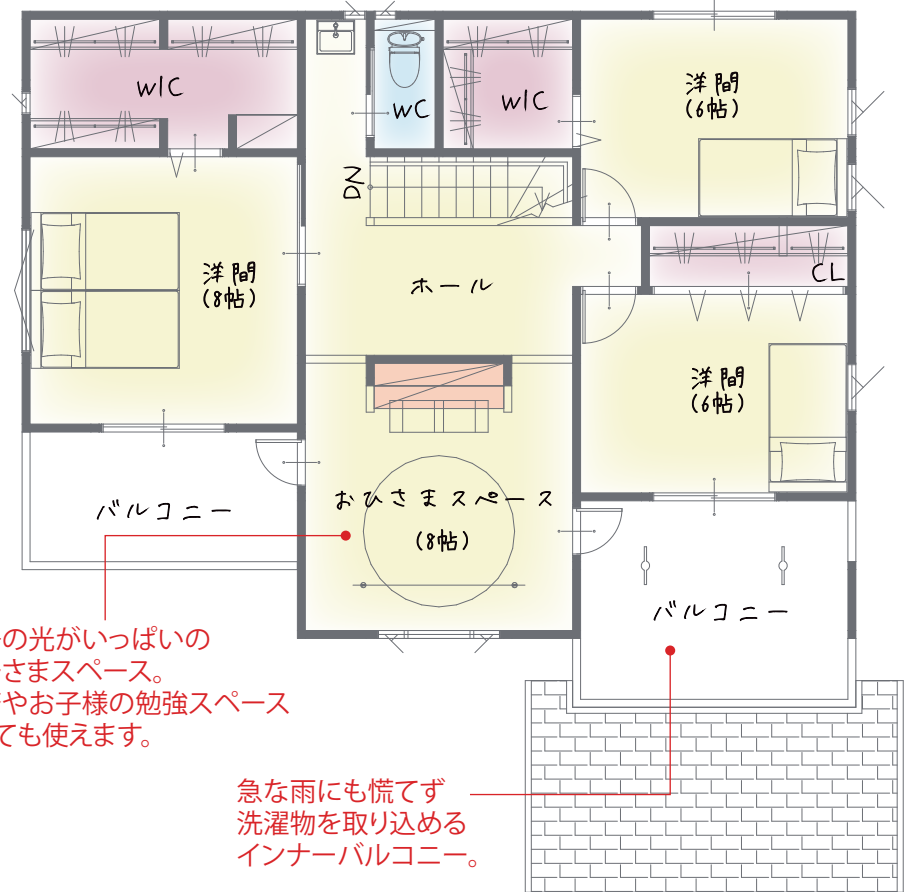 WIC
WC
WIC
洋間
(6帖)
DN
洋間
(8帖)
ホール
CL
洋間
(6帖)
おひさまスペース
(8帖)
バルコニー
バルコニー
の光がいっぱいの
さまスペース。
やお子様の勉強スペース
ても使えます。
急な雨にも慌てず
洗濯物を取り込める
インナーバルコニー。